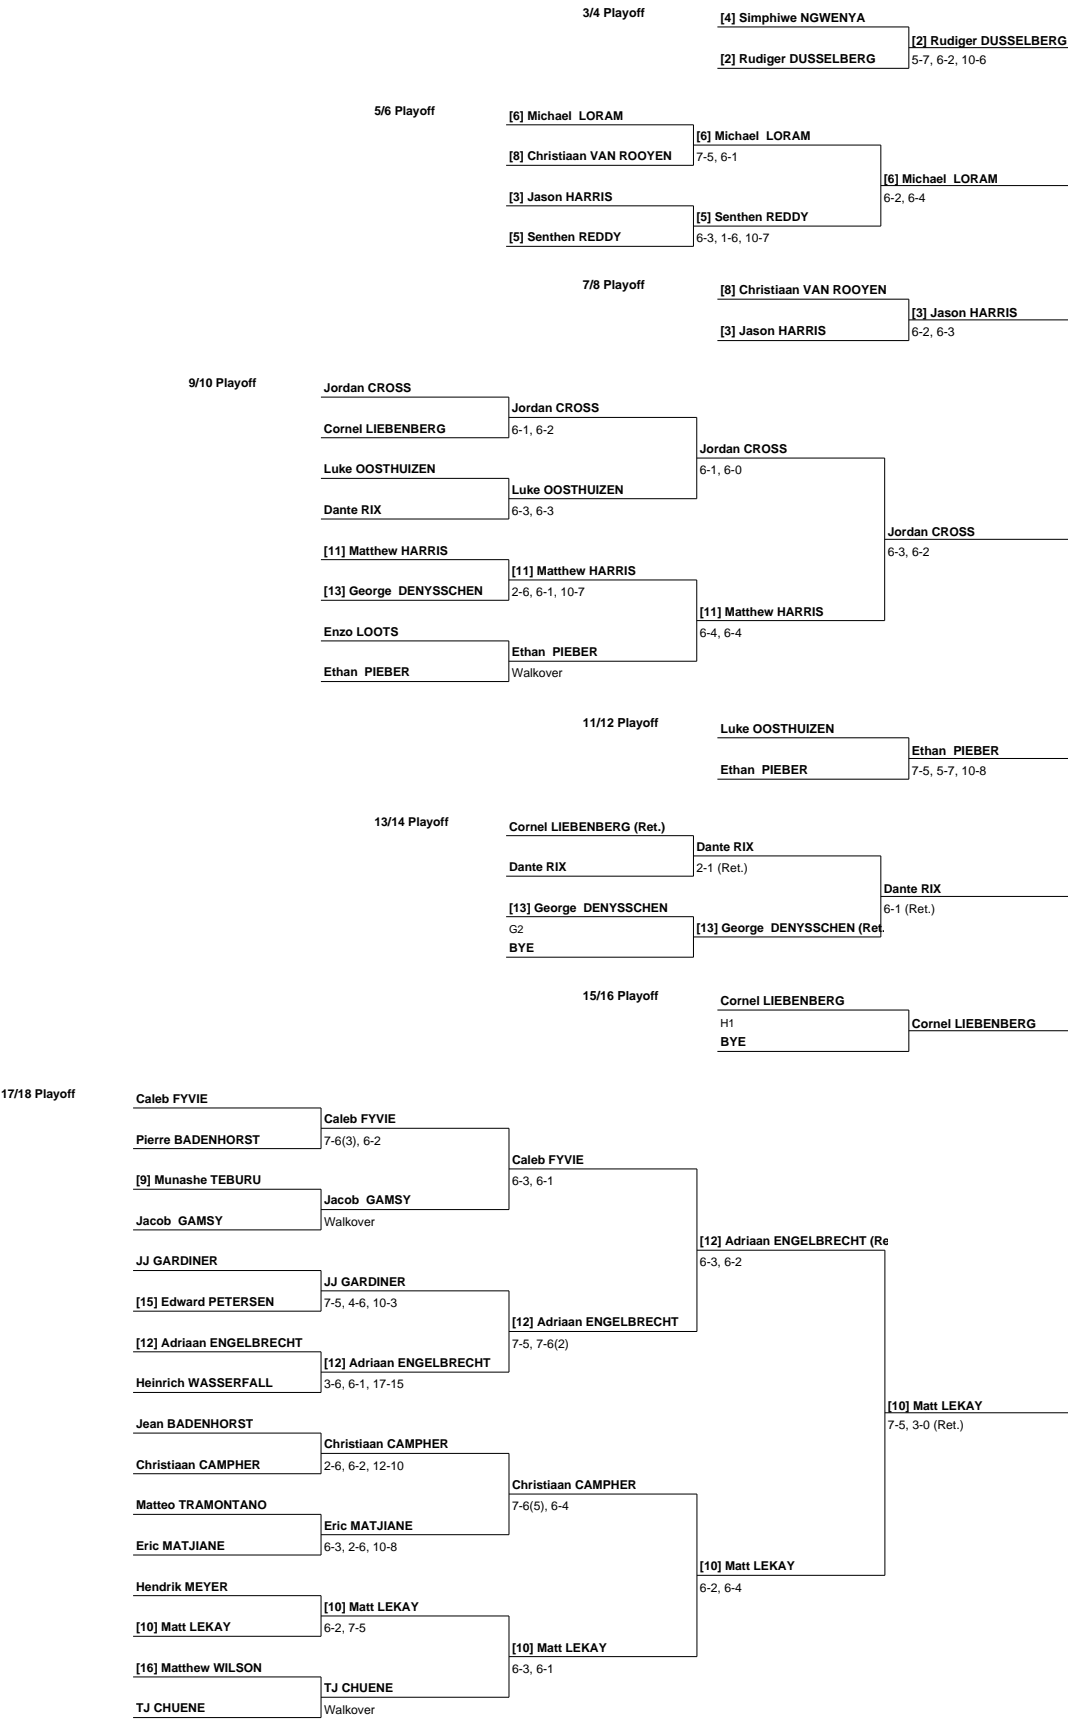 3/4 Playoff
[4] Simphiwe NGWENYA
[2] Rudiger DUSSELBERG
[2] Rudiger DUSSELBERG
5-7, 6-2, 10-6
5/6 Playoff
[6] Michael LORAM
[6] Michael LORAM
[8] Christiaan VAN ROOYEN
7-5, 6-1
[6] Michael LORAM
[3] Jason HARRIS
6-2, 6-4
[5] Senthen REDDY
[5] Senthen REDDY
6-3, 1-6, 10-7
7/8 Playoff
[8] Christiaan VAN ROOYEN
[3] Jason HARRIS
[3] Jason HARRIS
6-2, 6-3
9/10 Playoff
Jordan CROSS
Jordan CROSS
Cornel LIEBENBERG
6-1, 6-2
Jordan CROSS
Luke OOSTHUIZEN
6-1, 6-0
Luke OOSTHUIZEN
Dante RIX
6-3, 6-3
Jordan CROSS
[11] Matthew HARRIS
6-3, 6-2
[11] Matthew HARRIS
[13] George DENYSSCHEN
2-6, 6-1, 10-7
[11] Matthew HARRIS
Enzo LOOTS
6-4, 6-4
Ethan PIEBER
Ethan PIEBER
Walkover
11/12 Playoff
Luke OOSTHUIZEN
Ethan PIEBER
Ethan PIEBER
7-5, 5-7, 10-8
13/14 Playoff
Cornel LIEBENBERG (Ret.)
Dante RIX
Dante RIX
2-1 (Ret.)
Dante RIX
[13] George DENYSSCHEN
6-1 (Ret.)
G2
[13] George DENYSSCHEN (Ret.
BYE
15/16 Playoff
Cornel LIEBENBERG
H1
Cornel LIEBENBERG
BYE
17/18 Playoff
Caleb FYVIE
Caleb FYVIE
Pierre BADENHORST
7-6(3), 6-2
Caleb FYVIE
[9] Munashe TEBURU
6-3, 6-1
Jacob GAMSY
Jacob GAMSY
Walkover
[12] Adriaan ENGELBRECHT (Re
JJ GARDINER
6-3, 6-2
JJ GARDINER
[15] Edward PETERSEN
7-5, 4-6, 10-3
[12] Adriaan ENGELBRECHT
[12] Adriaan ENGELBRECHT
7-5, 7-6(2)
[12] Adriaan ENGELBRECHT
Heinrich WASSERFALL
3-6, 6-1, 17-15
[10] Matt LEKAY
Jean BADENHORST
7-5, 3-0 (Ret.)
Christiaan CAMPHER
Christiaan CAMPHER
2-6, 6-2, 12-10
Christiaan CAMPHER
Matteo TRAMONTANO
7-6(5), 6-4
Eric MATJIANE
Eric MATJIANE
6-3, 2-6, 10-8
[10] Matt LEKAY
Hendrik MEYER
6-2, 6-4
[10] Matt LEKAY
[10] Matt LEKAY
6-2, 7-5
[10] Matt LEKAY
[16] Matthew WILSON
6-3, 6-1
TJ CHUENE
TJ CHUENE
Walkover